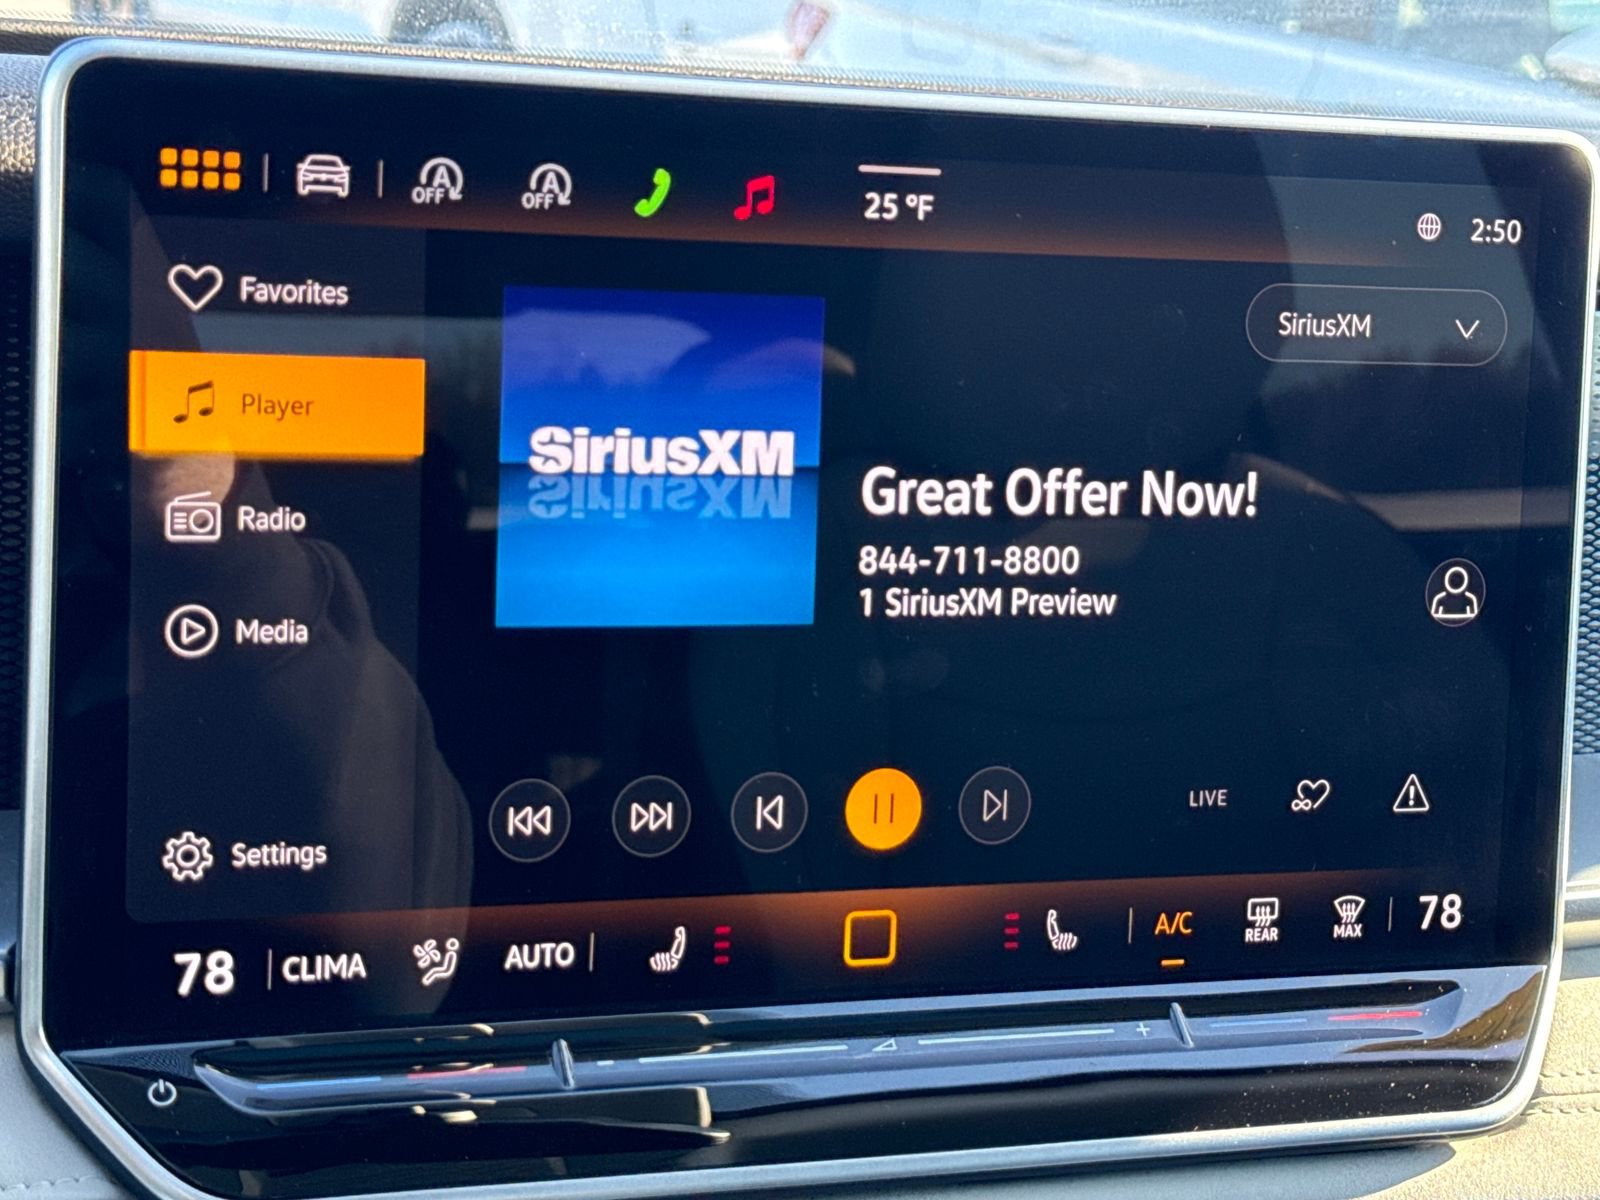 A
OFF
A
OFF
25 °F
2:50
Favorites
SiriusXM
Player
SiriusXM
Great Offer Now!
844-711-8800
1 SiriusXM Preview
Radio
Media
LIVE
Settings
78
CLIMA
AUTO
A/C
REAR
MAX
78
- +